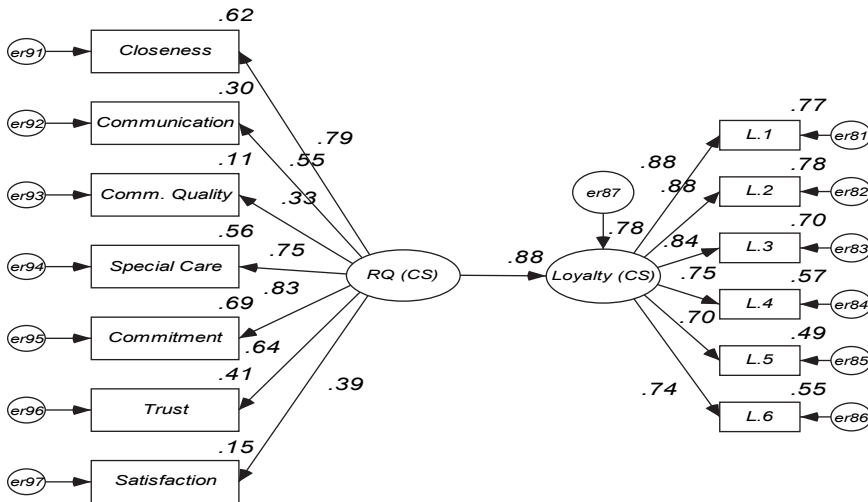 .62
er91
Closeness
.30
er92
Communication
.79
.55
.11
er93
Comm. Quality
.33
.56
er94
Special Care
.75
.69
er95
Commitment
.83
.41
er96
Trust
.64
.15
er97
Satisfaction
.39
RQ (CS)
.88
er87
.78
Loyalty (CS)
.88
.88
.84
.75
.70
.74
.77
L.1
er81
.78
L.2
er82
.70
L.3
er83
.57
L.4
er84
.49
L.5
er85
.55
L.6
er86